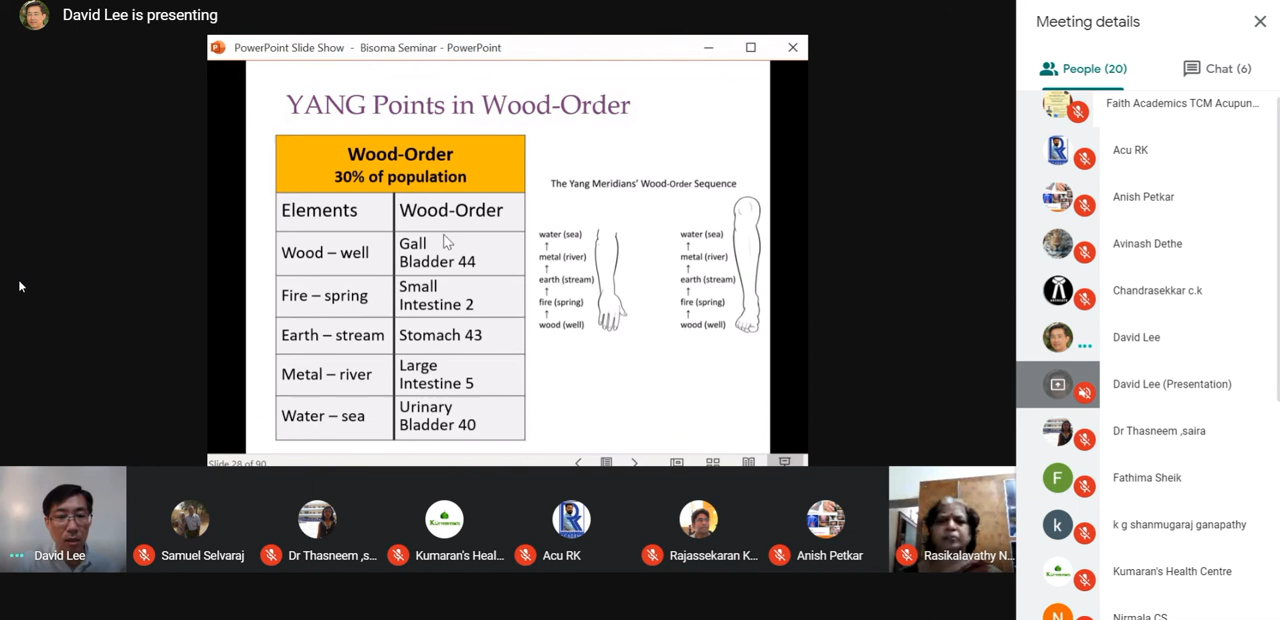 David Lee is presenting
PowerPoint Slide Show - Bisoma Seminar - PowerPoint
YANG Points in Wood-Order
Wood-Order
30% of population
Elements Wood-Order
Wood – well Gall Bladder 44
Fire – spring Small Intestine 2
Earth – stream Stomach 43
Metal – river Large Intestine 5
Water – sea Urinary Bladder 40
The Yang Meridians' Wood-Order Sequence
water (sea)
↑
metal (river)
↑
earth (stream)
↑
fire (spring)
↑
wood (well)
water (sea)
↑
metal (river)
↑
earth (stream)
↑
fire (spring)
↑
wood (well)
Slide 28 of 90
David Lee
Samuel Selvaraj
Dr Thasneem ,s...
Kumaran's Heal...
Acu RK
Rajassekaran K...
Anish Petkar
Rasikalavathy N...
Meeting details
People (20)
Chat (6)
Faith Academics TCM Acupun...
Acu RK
Anish Petkar
Avinash Dethe
Chandrasekkar c.k
David Lee
David Lee (Presentation)
Dr Thasneem ,saira
F
Fathima Sheik
k
k g shanmugaraj ganapathy
Kumaran's Health Centre
N
Nirmala CS